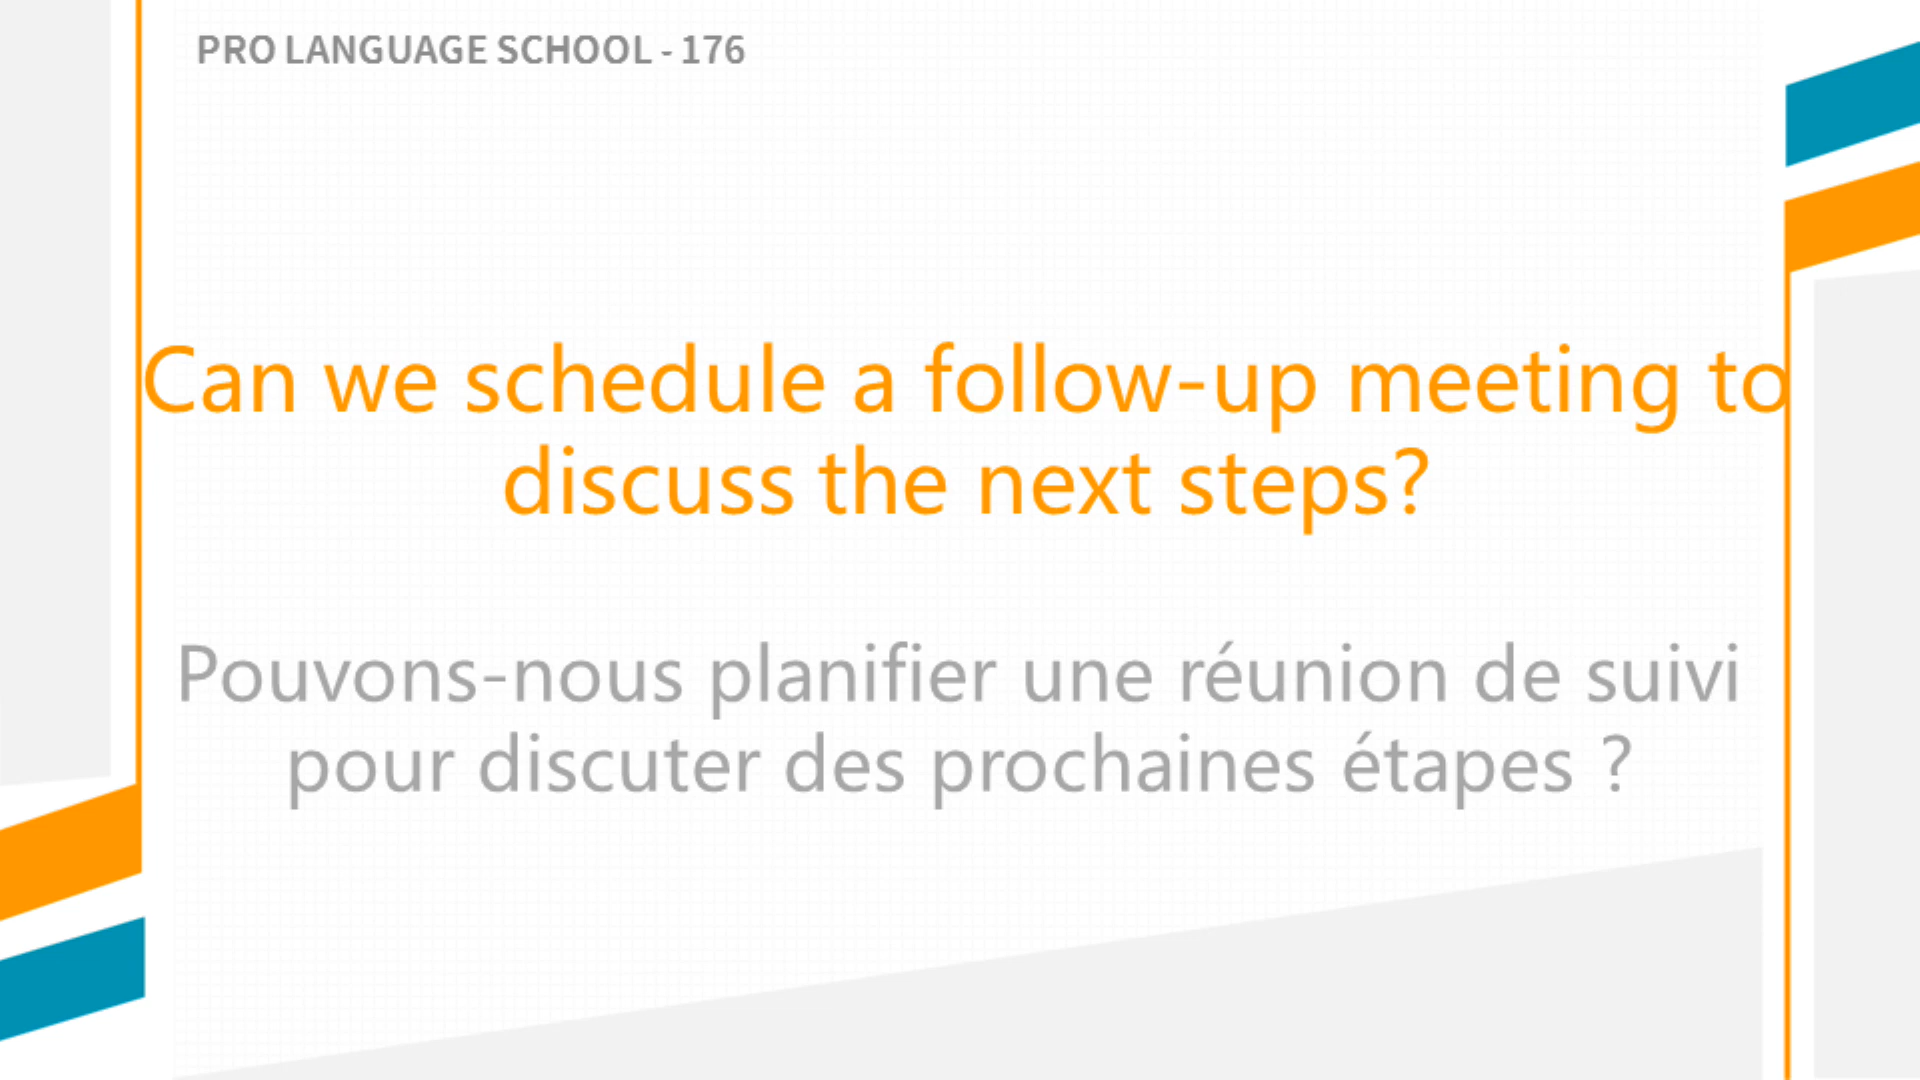 PRO LANGUAGE SCHOOL - 176
Can we schedule a follow-up meeting to
discuss the next steps?
Pouvons-nous planifier une réunion de suivi
pour discuter des prochaines étapes ?